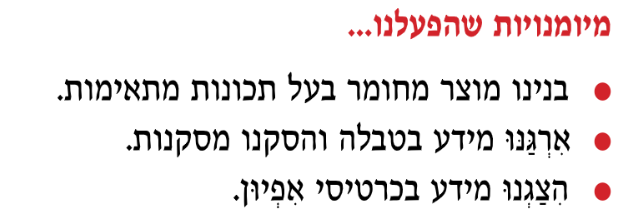 מיומנויות שהפעלנו...
● בנינו מוצר מחומר בעל תכונות מתאימות.
● אִרְגַּנּוּ מידע בטבלה והסקנו מסקנות.
● הִצַּגְנוּ מידע בכרטיסי אִפְיוּן.